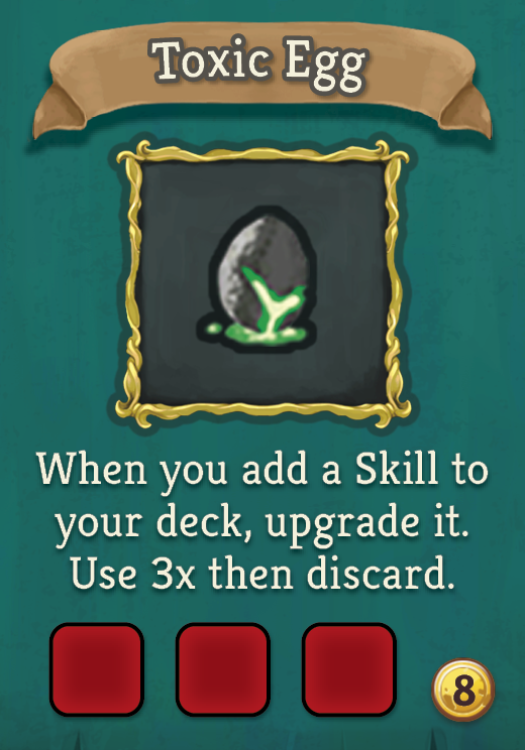 Toxic Egg
When you add a Skill to
your deck, upgrade it.
Use 3x then discard.
8